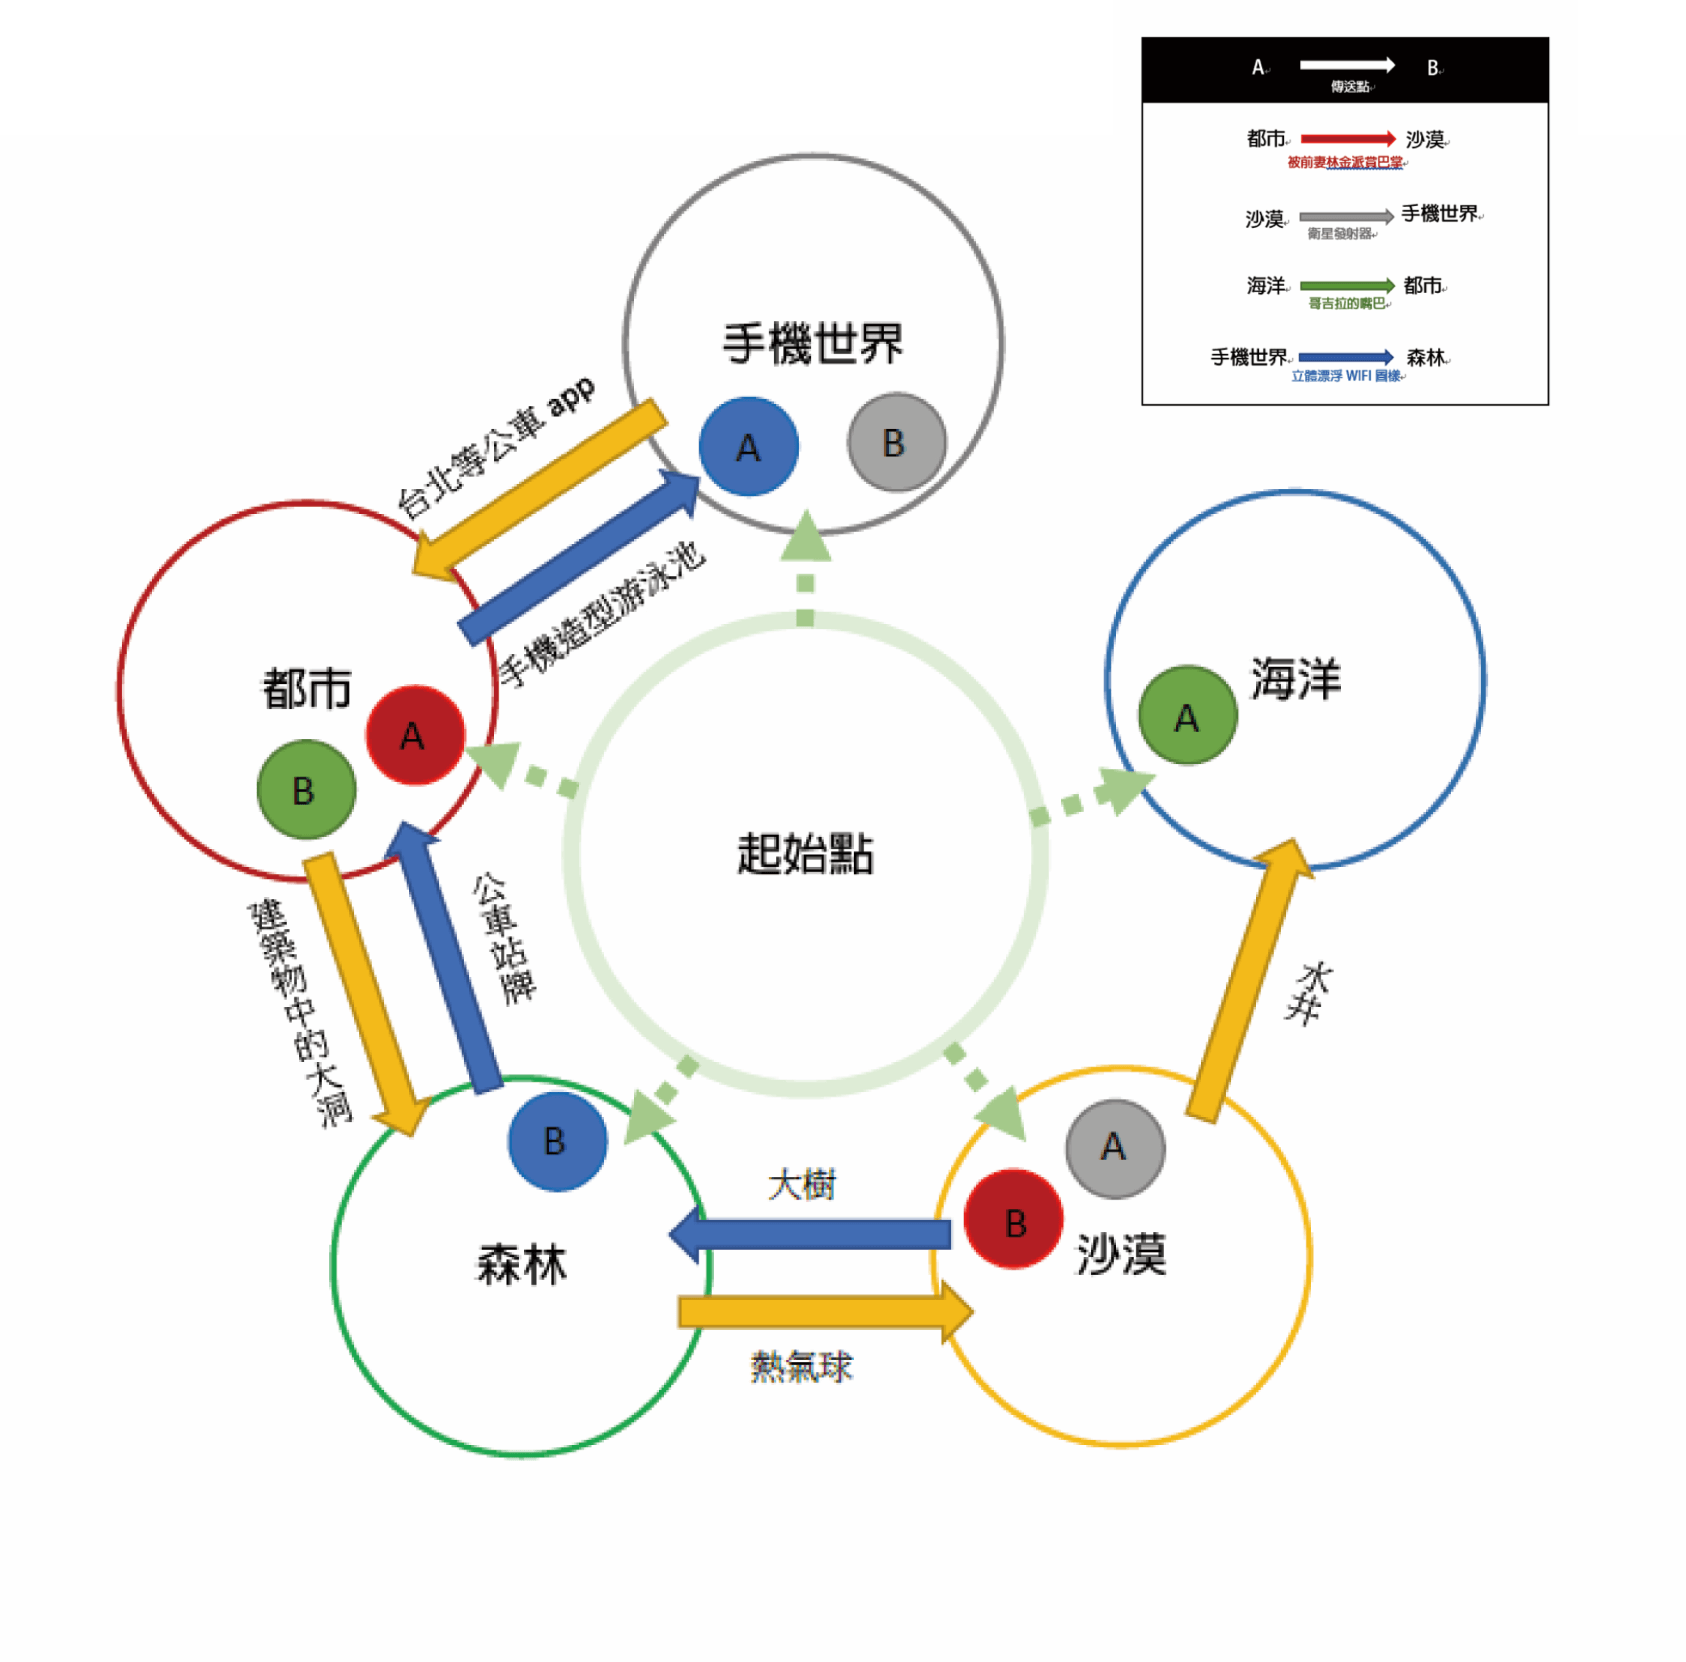 A B
傳送點
都市 沙漠
被前妻林金派賞巴掌
沙漠 手機世界
衛星發射器
海洋 都市
哥吉拉的嘴巴
手機世界 森林
立體漂浮 WIFI 圖樣
手機世界
A B
台北等公車 app
手機造型游泳池
都市
A
B
海洋
A
起始點
建築物中的大洞
公車站牌
水井
B
森林
大樹
熱氣球
A
B
沙漠